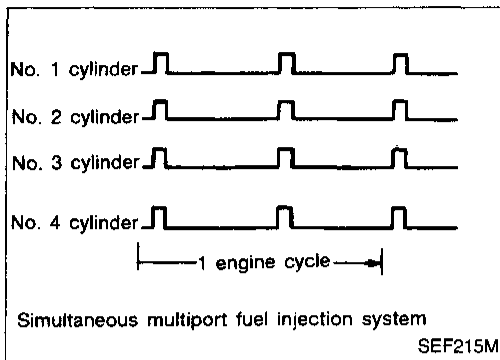 No. 1 cylinder
No. 2 cylinder
No. 3 cylinder
No. 4 cylinder
1 engine cycle
Simultaneous multiport fuel injection system
SEF215M